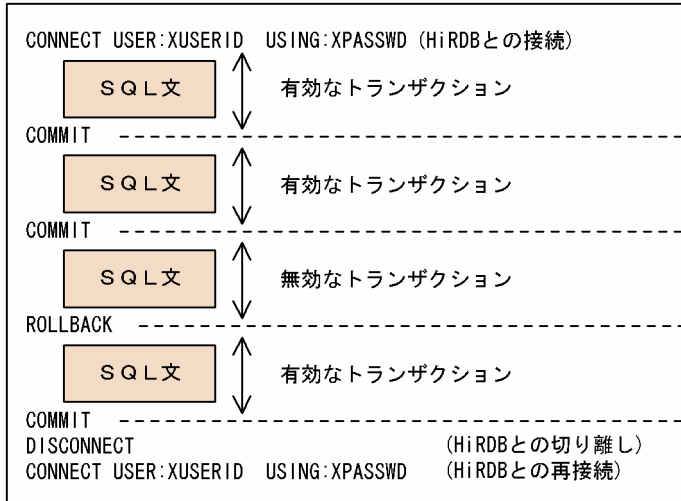 CONNECT USER:XUSERID USING:XPASSWD (HiRDBとの接続)
SQL文 有効なトランザクション
COMMIT
SQL文 有効なトランザクション
COMMIT
SQL文 無効なトランザクション
ROLLBACK
SQL文 有効なトランザクション
COMMIT
DISCONNECT (HiRDBとの切り離し)
CONNECT USER:XUSERID USING:XPASSWD (HiRDBとの再接続)